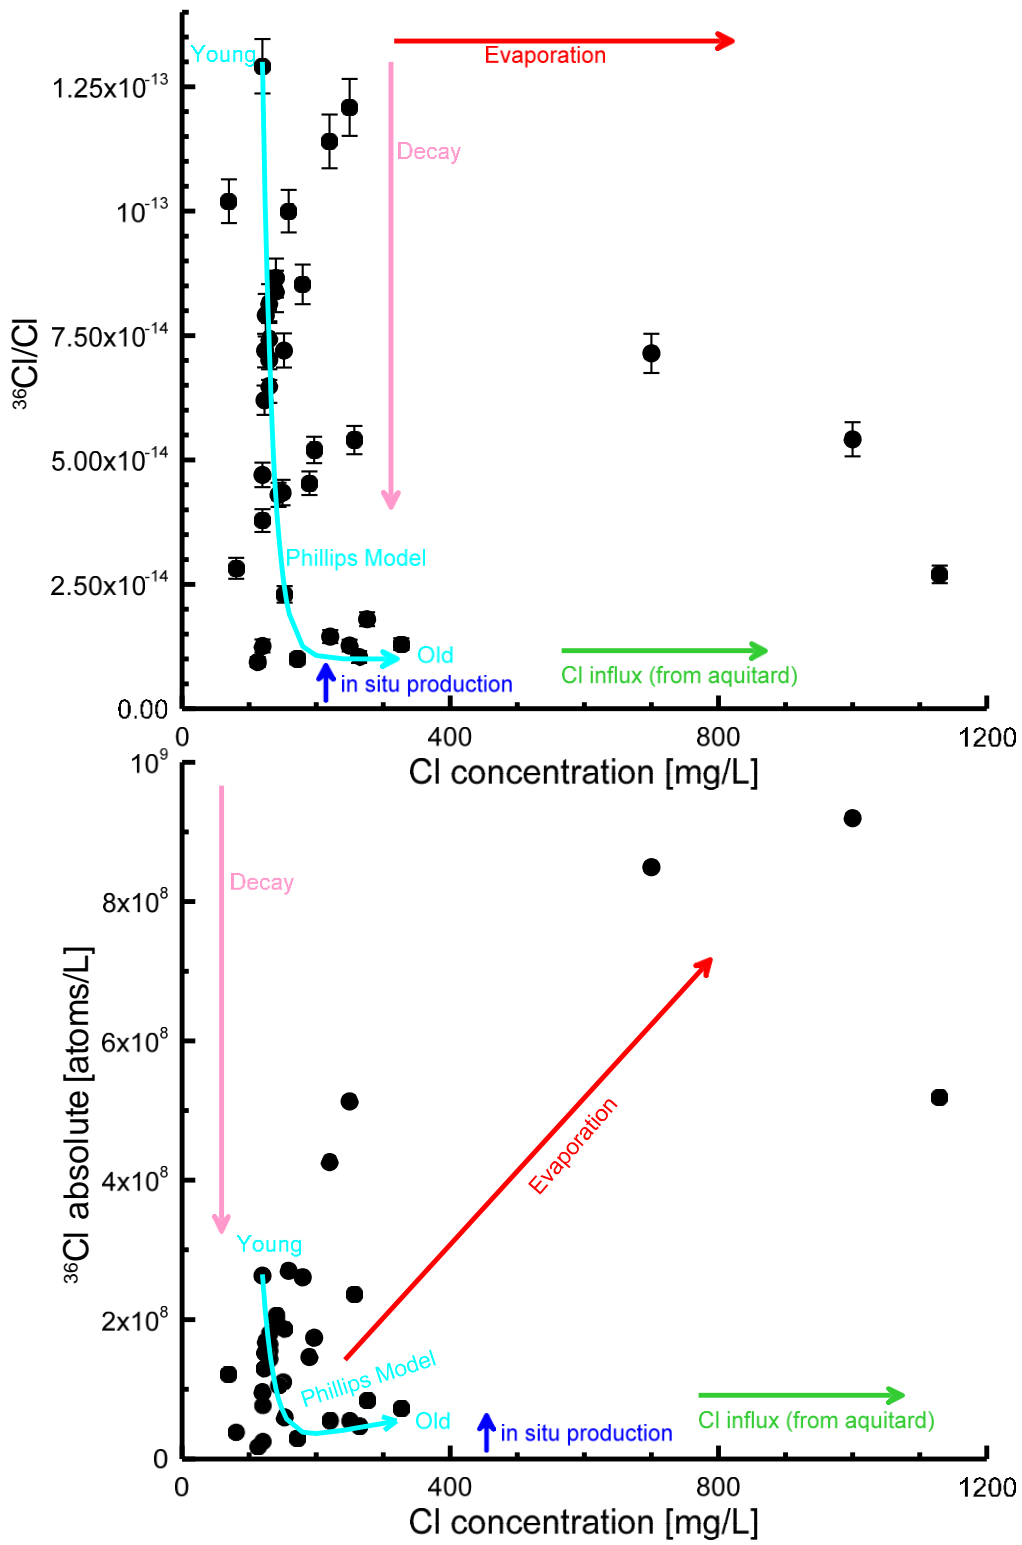 Young
Evaporation
1.25x10⁻¹³
Decay
10⁻¹³
7.50x10⁻¹⁴
³⁶Cl/Cl
5.00x10⁻¹⁴
Phillips Model
2.50x10⁻¹⁴
Old
Cl influx (from aquitard)
in situ production
0.00
0 400 800 1200
Cl concentration [mg/L]
10⁹
Decay
8x10⁸
6x10⁸
³⁶Cl absolute [atoms/L]
Evaporation
4x10⁸
Young
2x10⁸
Phillips Model
Old
Cl influx (from aquitard)
in situ production
0
0 400 800 1200
Cl concentration [mg/L]